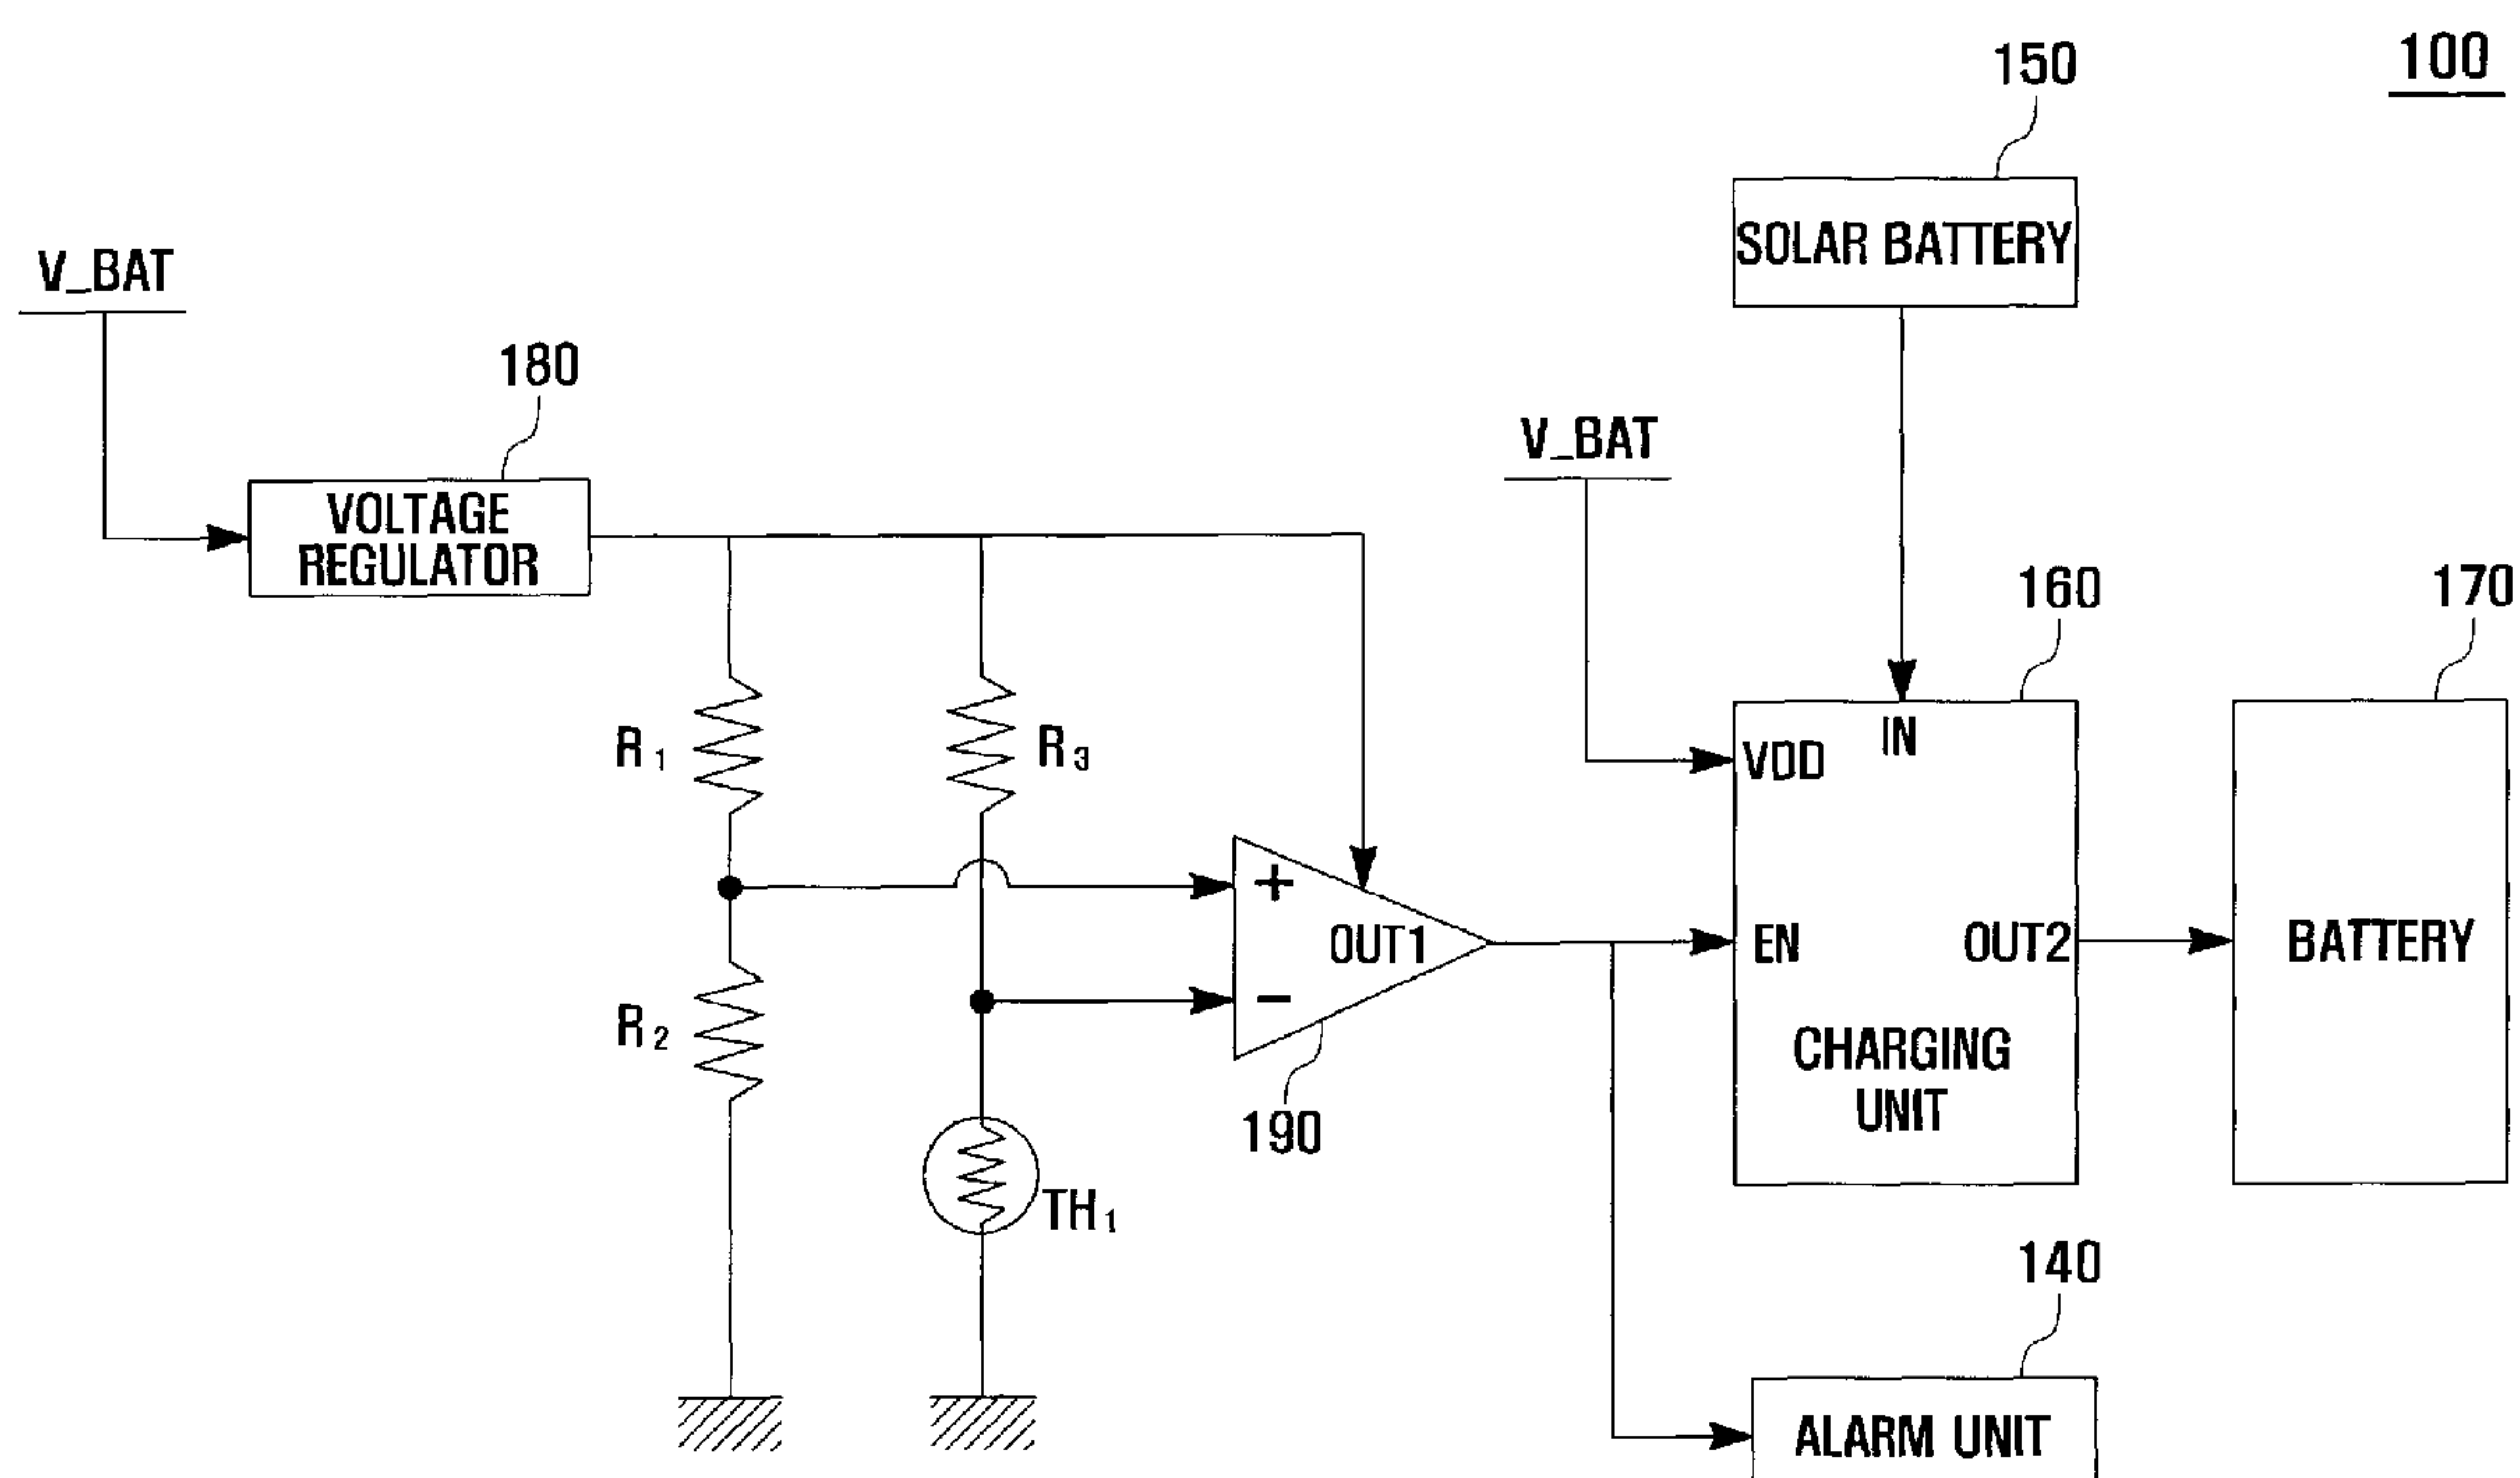 100
150
SOLAR BATTERY
V_BAT
180
VOLTAGE
REGULATOR
V_BAT
160
170
R1
R3
IN
VDD
+
OUT1
EN
OUT2
BATTERY
−
R2
CHARGING
UNIT
190
TH1
140
ALARM UNIT